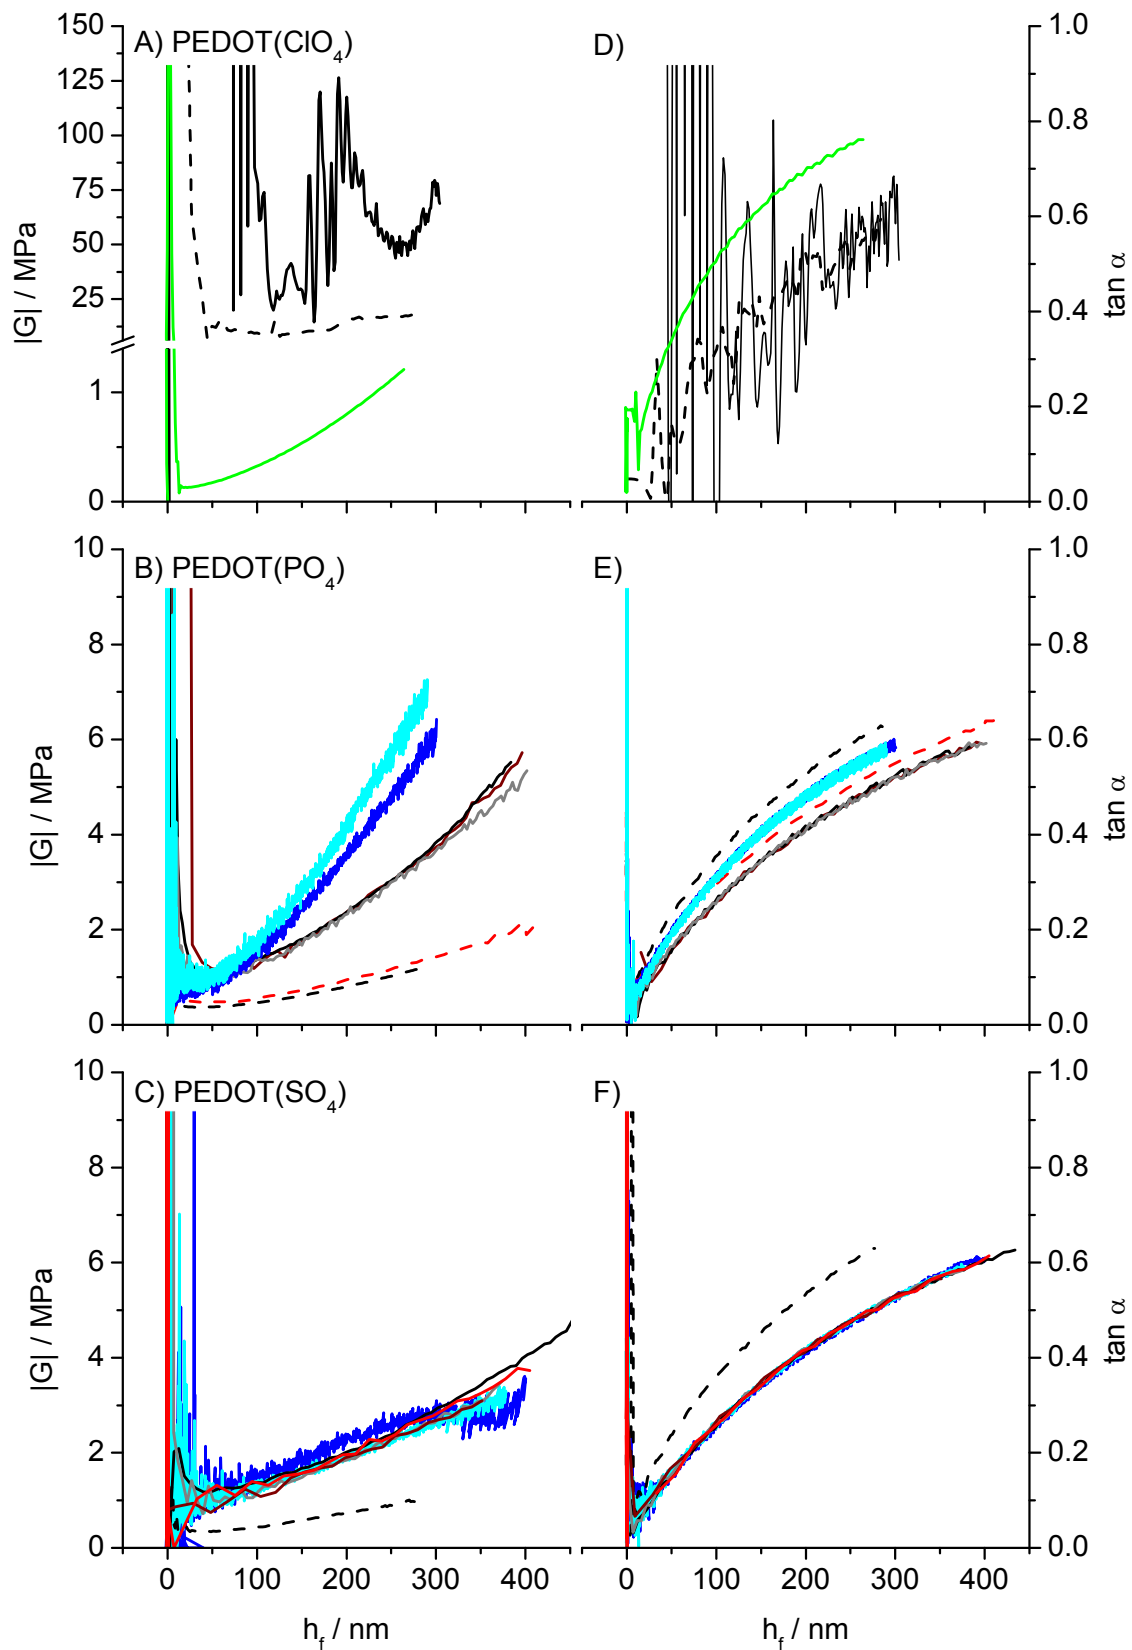 A) PEDOT(ClO4)
150
125
100
75
50
25
1
0
|G| / MPa
D)
1.0
0.8
0.6
0.4
0.2
0.0
tan α
B) PEDOT(PO4)
10
8
6
4
2
0
|G| / MPa
E)
1.0
0.8
0.6
0.4
0.2
0.0
tan α
C) PEDOT(SO4)
10
8
6
4
2
0
|G| / MPa
0 100 200 300 400
hf / nm
F)
1.0
0.8
0.6
0.4
0.2
0.0
tan α
0 100 200 300 400
hf / nm